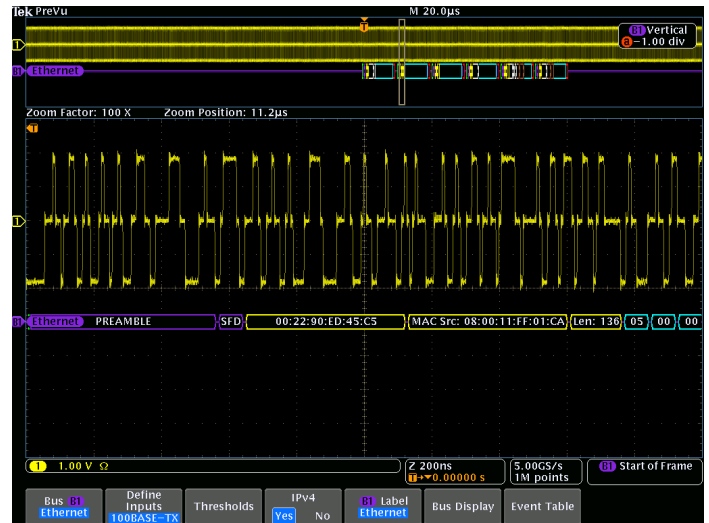 Tek PreVu M 20.0µs
T
B1 Vertical
a -1.00 div
1
B1 Ethernet
Zoom Factor: 100 X Zoom Position: 11.2µs
T
1
B1 Ethernet PREAMBLE SFD 00:22:90:ED:45:C5 MAC Src: 08:00:11:FF:01:CA Len: 136 05 00 00
1 1.00 V Ω
Z 200ns
T→▼0.00000 s
5.00GS/s
1M points
B1 Start of Frame
Bus B1
Ethernet
Define
Inputs
100BASE-TX
Thresholds
IPv4
Yes No
B1 Label
Ethernet
Bus Display
Event Table